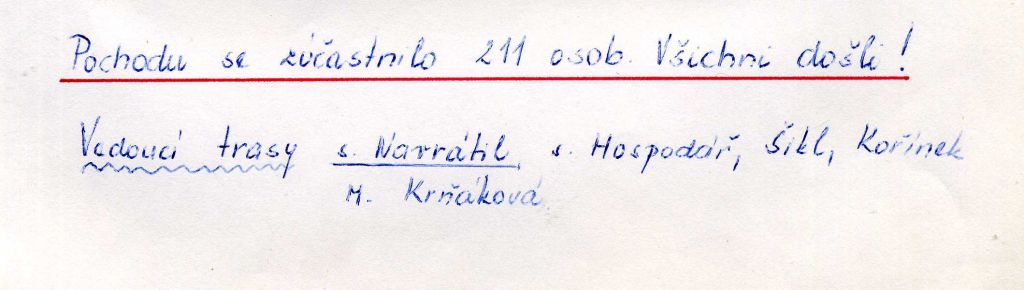 Pochodu se zúčastnilo 211 osob. Všichni došli!
Vedoucí trasy s. Navrátil, s. Hospodář, Šikl, Kořínek
M. Krňáková